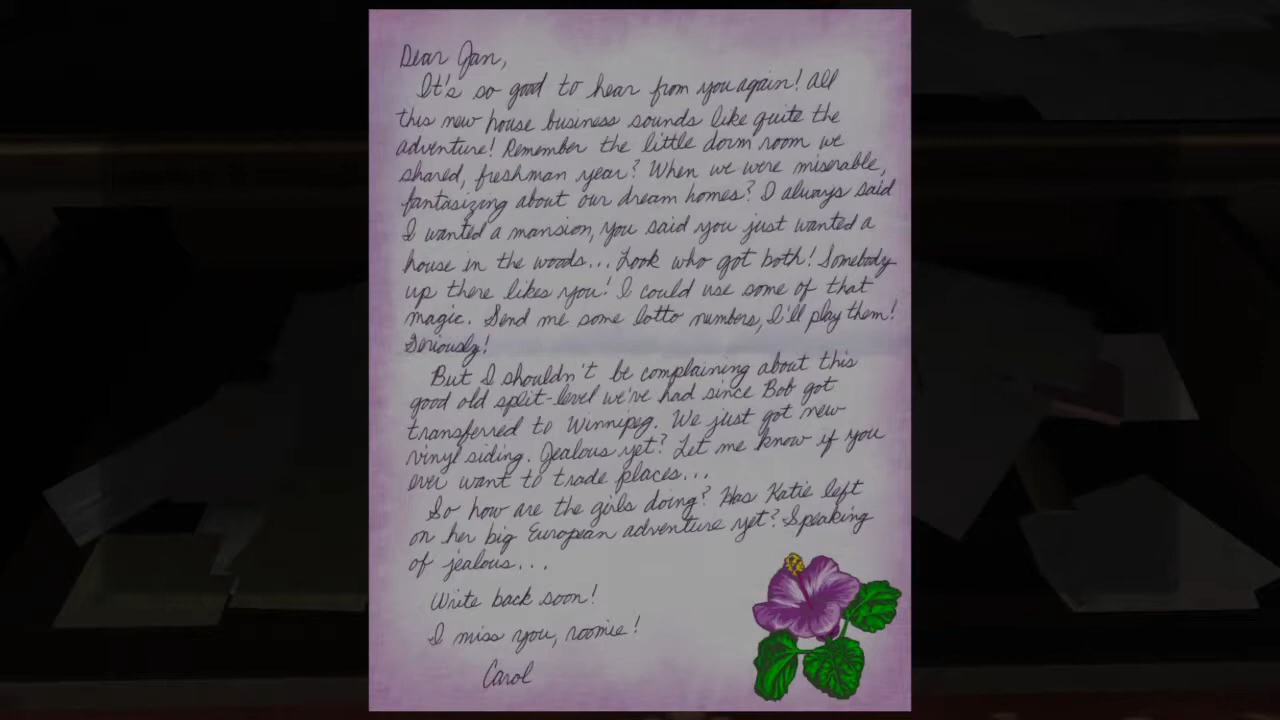 Dear Jan,
It's so good to hear from you again! All
this new house business sounds like quite the
adventure! Remember the little dorm room we
shared, freshman year? When we were miserable,
fantasizing about our dream homes? I always said
I wanted a mansion, you said you just wanted a
house in the woods... Look who got both! Somebody
up there likes you! I could use some of that
magic. Send me some lotto numbers, I'll play them!
Seriously!
But I shouldn't be complaining about this
good old split-level we've had since Bob got
transferred to Winnipeg. We just got new
vinyl siding. Jealous yet? Let me know if you
ever want to trade places...
So how are the girls doing? Has Katie left
on her big European adventure yet? Speaking
of jealous...
Write back soon!
I miss you, roomie!
Carol